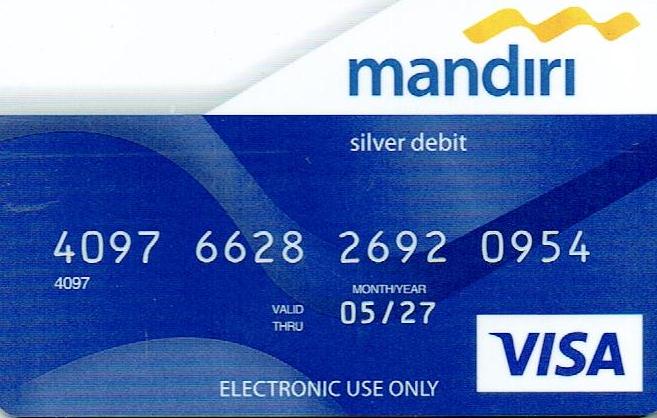 mandiri
silver debit
4097 6628 2692 0954
4097
MONTH/YEAR
VALID THRU 05/27
VISA
ELECTRONIC USE ONLY